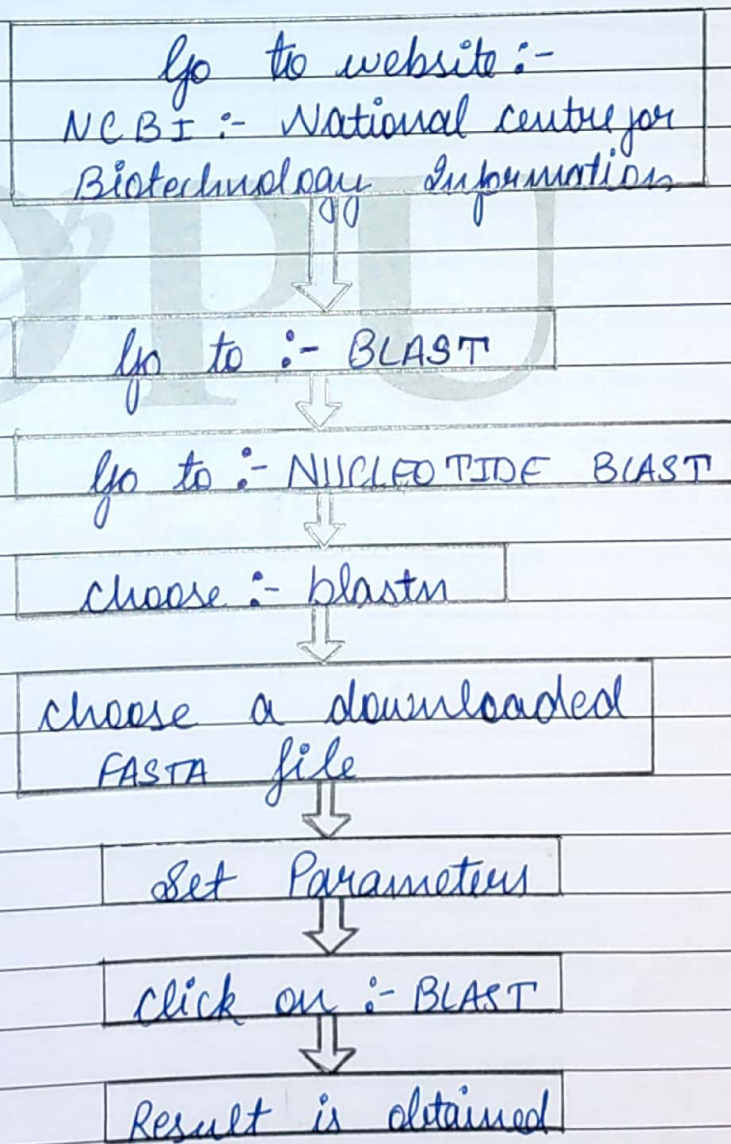 Go to website :-
NCBI :- National centre for
Biotechnology Information
Go to :- BLAST
Go to :- NUCLEOTIDE BLAST
choose :- blastn
choose a downloaded
FASTA file
Set Parameters
click on :- BLAST
Result is obtained